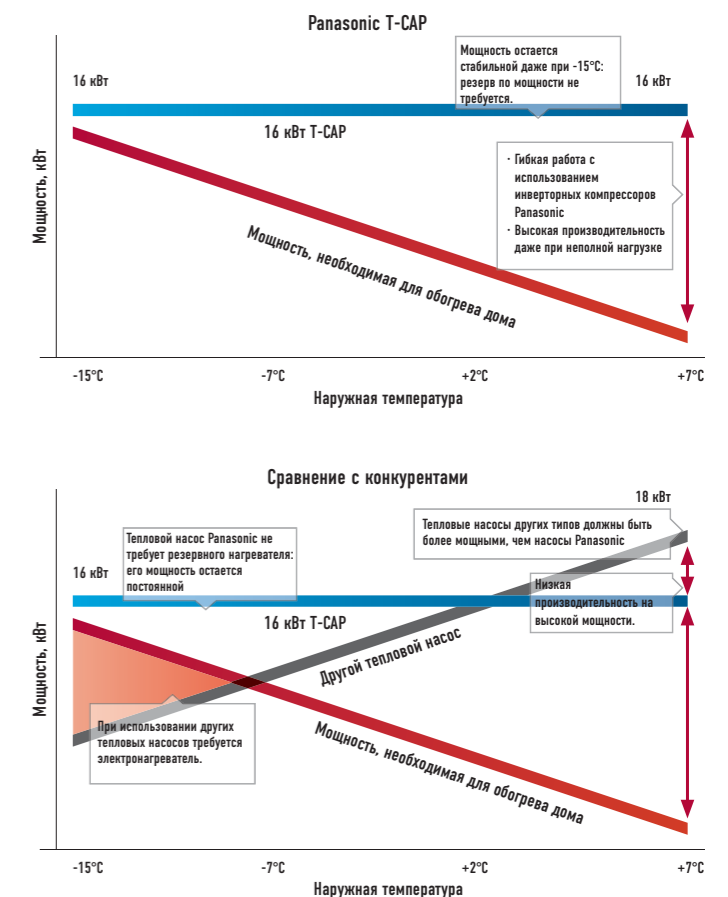 Panasonic T-CAP
Мощность остается
стабильной даже при -15°C:
резерв по мощности не
требуется.
16 кВт
16 кВт
16 кВт T-CAP
· Гибкая работа с
использованием
инверторных компрессоров
Panasonic
· Высокая производительность
даже при неполной нагрузке
Мощность, необходимая для обогрева дома
Мощность, кВт
-15°C
-7°C
+2°C
+7°C
Наружная температура
Сравнение с конкурентами
18 кВт
Тепловые насосы других типов должны быть
более мощными, чем насосы Panasonic
Тепловой насос Panasonic не
требует резервного нагревателя:
его мощность остается
постоянной
16 кВт
Низкая
производительность на
высокой мощности.
16 кВт T-CAP
Другой тепловой насос
Мощность, необходимая для обогрева дома
При использовании других
тепловых насосов требуется
электронагреватель.
Мощность, кВт
-15°C
-7°C
+2°C
+7°C
Наружная температура